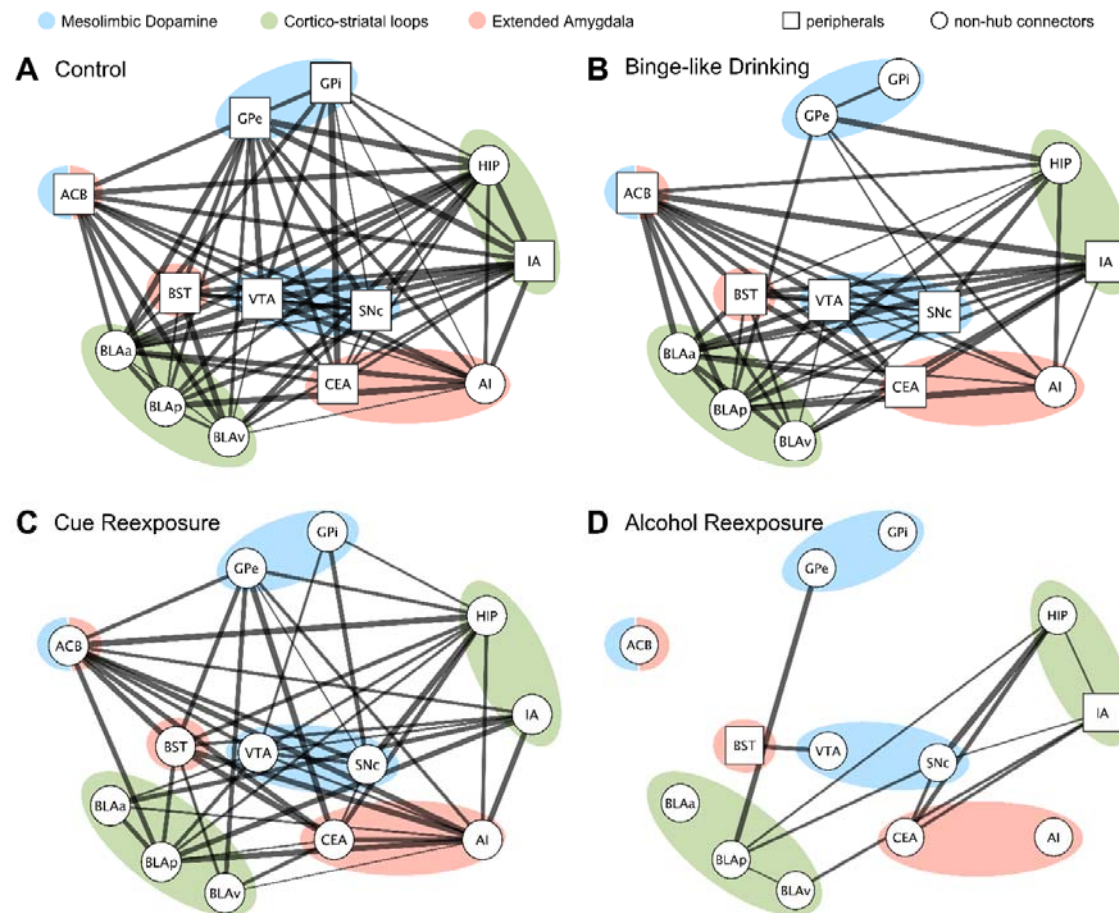 Mesolimbic Dopamine Cortico-striatal loops Extended Amygdala peripherals non-hub connectors
A Control
GPi
GPe
HIP
ACB
IA
BST
VTA
SNc
BLAa
CEA
AI
BLAp
BLAv
B Binge-like Drinking
GPi
GPe
HIP
ACB
IA
BST
VTA
SNc
BLAa
CEA
AI
BLAp
BLAv
C Cue Reexposure
GPi
GPe
HIP
ACB
IA
BST
VTA
SNc
BLAa
CEA
AI
BLAp
BLAv
D Alcohol Reexposure
GPi
GPe
HIP
ACB
IA
BST
VTA
SNc
BLAa
CEA
AI
BLAp
BLAv